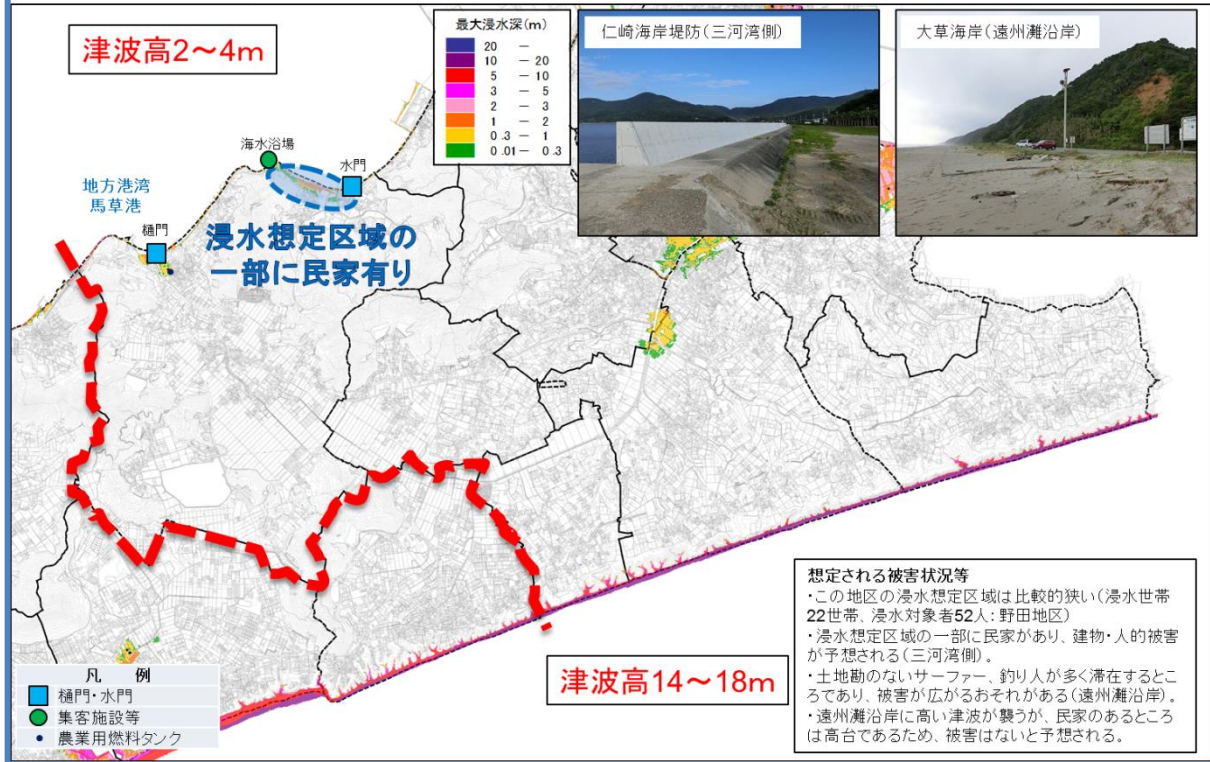 津波高2～4m
最大浸水深(m)
20 －
10 － 20
5 － 10
3 － 5
2 － 3
1 － 2
0.3 － 1
0.01 － 0.3
仁崎海岸堤防(三河湾側)
大草海岸(遠州灘沿岸)
海水浴場
水門
地方港湾
馬草港
樋門
浸水想定区域の
一部に民家有り
想定される被害状況等
・この地区の浸水想定区域は比較的狭い(浸水世帯
22世帯、浸水対象者52人：野田地区)
・浸水想定区域の一部に民家があり、建物・人的被害
が予想される(三河湾側)。
・土地勘のないサーファー、釣り人が多く滞在するとこ
ろであり、被害が広がるおそれがある(遠州灘沿岸)。
・遠州灘沿岸に高い津波が襲うが、民家のあるところ
は高台であるため、被害はないと予想される。
津波高14～18m
凡 例
樋門・水門
集客施設等
農業用燃料タンク